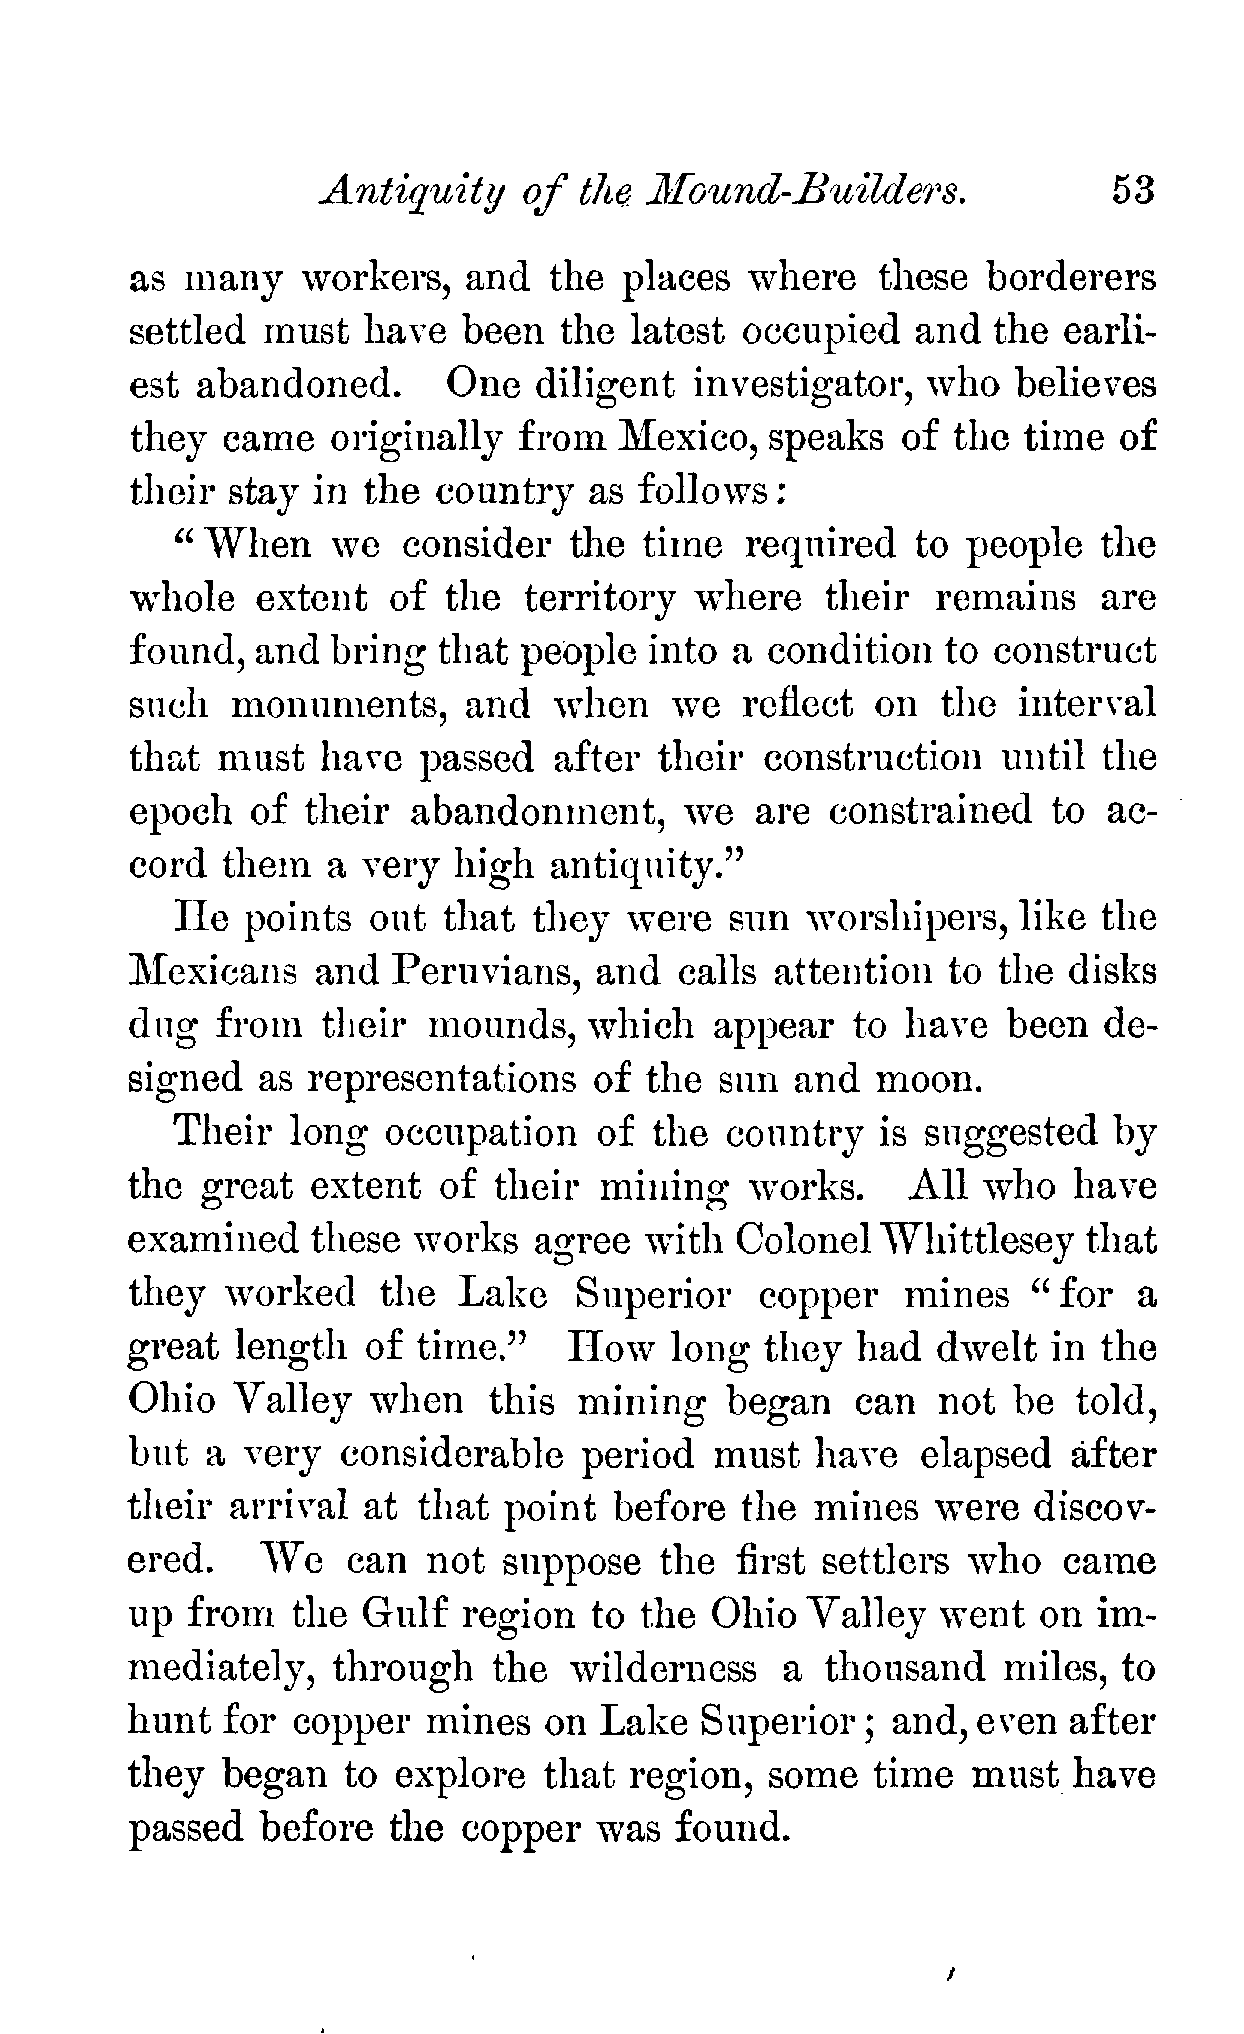 Antiquity of the Mound-Builders. 53
as many workers, and the places where these borderers
settled must have been the latest occupied and the earli-
est abandoned. One diligent investigator, who believes
they came originally from Mexico, speaks of the time of
their stay in the country as follows:
“When we consider the time required to people the
whole extent of the territory where their remains are
found, and bring that people into a condition to construct
such monuments, and when we reflect on the interval
that must have passed after their construction until the
epoch of their abandonment, we are constrained to ac-
cord them a very high antiquity.”
He points out that they were sun worshipers, like the
Mexicans and Peruvians, and calls attention to the disks
dug from their mounds, which appear to have been de-
signed as representations of the sun and moon.
Their long occupation of the country is suggested by
the great extent of their mining works. All who have
examined these works agree with Colonel Whittlesey that
they worked the Lake Superior copper mines “for a
great length of time.” How long they had dwelt in the
Ohio Valley when this mining began can not be told,
but a very considerable period must have elapsed after
their arrival at that point before the mines were discov-
ered. We can not suppose the first settlers who came
up from the Gulf region to the Ohio Valley went on im-
mediately, through the wilderness a thousand miles, to
hunt for copper mines on Lake Superior; and, even after
they began to explore that region, some time must have
passed before the copper was found.